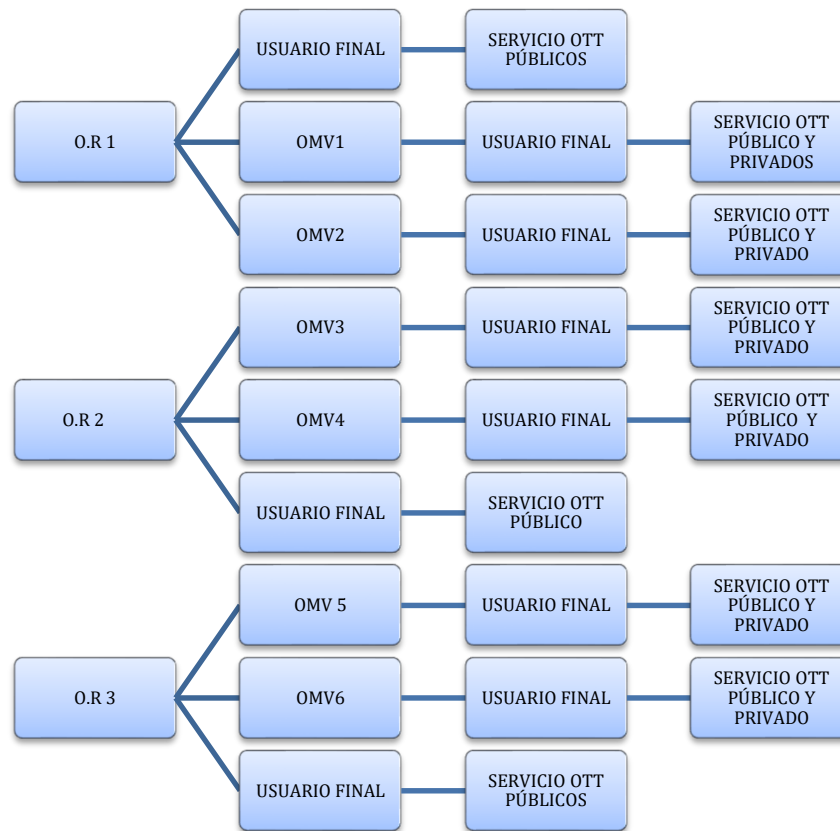 USUARIO FINAL
SERVICIO OTT
PÚBLICOS
O.R 1
OMV1
USUARIO FINAL
SERVICIO OTT
PÚBLICO Y
PRIVADOS
OMV2
USUARIO FINAL
SERVICIO OTT
PÚBLICO Y
PRIVADO
OMV3
USUARIO FINAL
SERVICIO OTT
PÚBLICO Y
PRIVADO
O.R 2
OMV4
USUARIO FINAL
SERVICIO OTT
PÚBLICO Y
PRIVADO
USUARIO FINAL
SERVICIO OTT
PÚBLICO
OMV 5
USUARIO FINAL
SERVICIO OTT
PÚBLICO Y
PRIVADO
O.R 3
OMV6
USUARIO FINAL
SERVICIO OTT
PÚBLICO Y
PRIVADO
USUARIO FINAL
SERVICIO OTT
PÚBLICOS